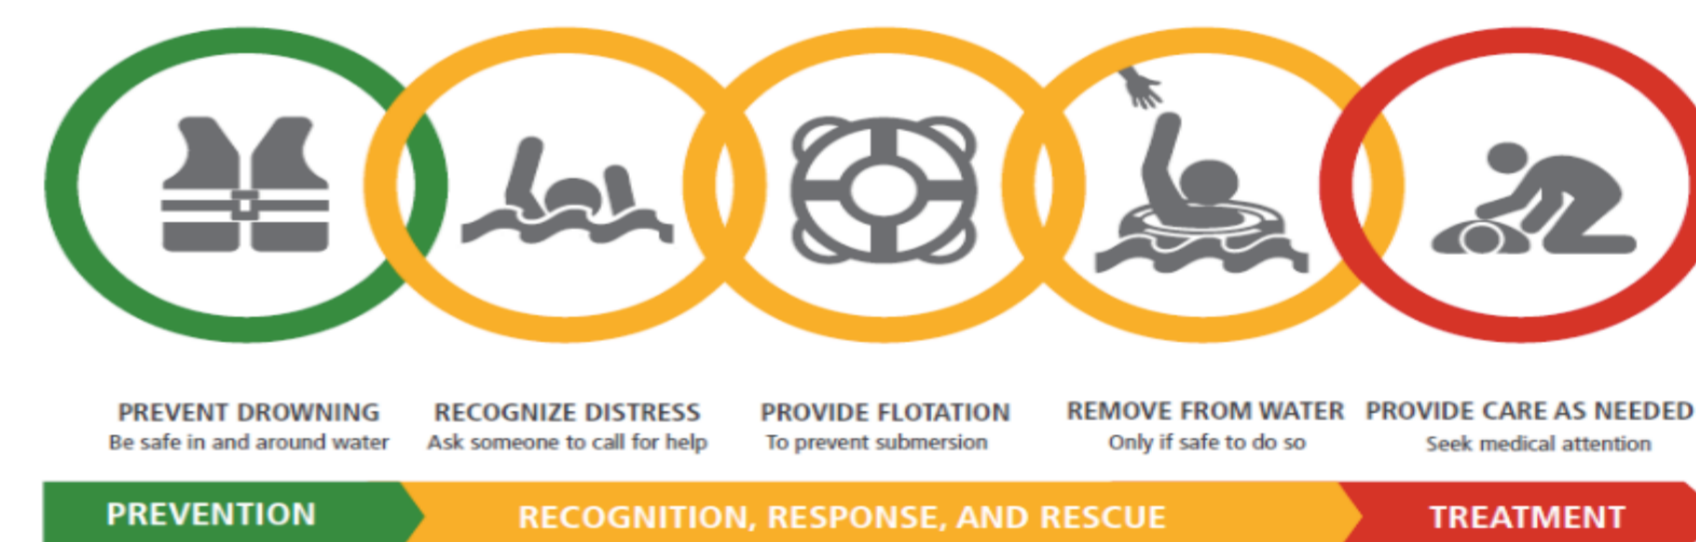 PREVENT DROWNING
Be safe in and around water
RECOGNIZE DISTRESS
Ask someone to call for help
PROVIDE FLOTATION
To prevent submersion
REMOVE FROM WATER
Only if safe to do so
PROVIDE CARE AS NEEDED
Seek medical attention
PREVENTION
RECOGNITION, RESPONSE, AND RESCUE
TREATMENT